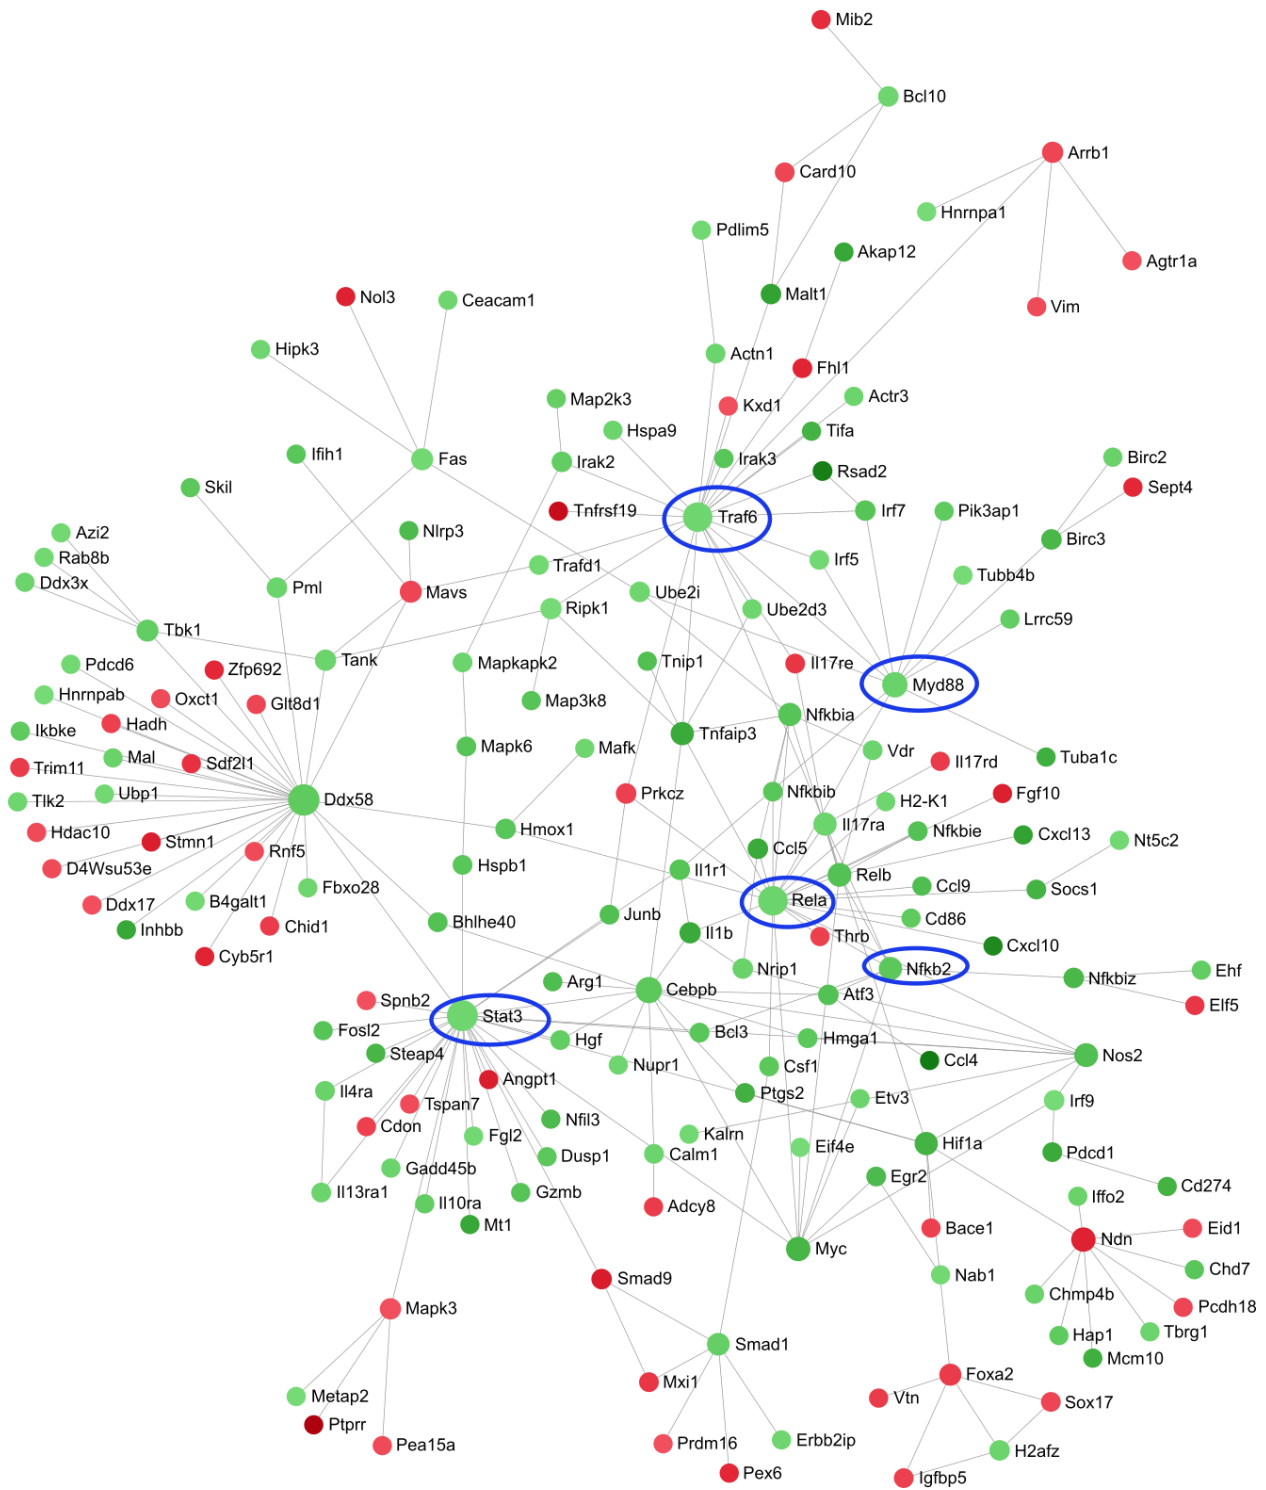 Mib2
Bcl10
Arrb1
Card10
Hnrnpa1
Pdlim5
Akap12
Agtr1a
Malt1
Nol3
Ceacam1
Vim
Hipk3
Actn1
Fhl1
Map2k3
Actr3
Kxd1
Hspa9
Tifa
Ifih1
Fas
Irak2
Irak3
Birc2
Rsad2
Skil
Sept4
Tnfrsf19
Traf6
Irf7
Pik3ap1
Azi2
Nlrp3
Birc3
Rab8b
Trafd1
Irf5
Tubb4b
Ddx3x
Pml
Mavs
Ube2i
Ripk1
Ube2d3
Lrrc59
Tbk1
Tank
Mapkapk2
Tnip1
Il17re
Pdcd6
Zfp692
Myd88
Hnrnpab
Oxct1
Glt8d1
Map3k8
Nfkbia
Hadh
Ikbke
Tnfaip3
Mapk6
Mafk
Vdr
Mal
Sdf2l1
Tuba1c
Il17rd
Trim11
Ubp1
Ddx58
Prkcz
Nfkbib
Fgf10
Tlk2
H2-K1
Il17ra
Hdac10
Stmn1
Hmox1
Nfkbie
Cxcl13
Nt5c2
Rnf5
Ccl5
D4Wsu53e
Hspb1
Il1r1
Relb
Fbxo28
Ccl9
Socs1
B4galt1
Rela
Ddx17
Junb
Cd86
Inhbb
Chid1
Bhlhe40
Il1b
Thrb
Cxcl10
Cyb5r1
Nrip1
Nfkb2
Ehf
Arg1
Nfkbiz
Cebpb
Atf3
Spnb2
Elf5
Stat3
Fosl2
Bcl3
Hmga1
Hgf
Steap4
Nos2
Ccl4
Nupr1
Csf1
Angpt1
Il4ra
Ptgs2
Tspan7
Etv3
Irf9
Nfil3
Cdon
Kalrn
Fgl2
Hif1a
Eif4e
Calm1
Pdcd1
Dusp1
Gadd45b
Egr2
Il13ra1
Gzmb
Cd274
Il10ra
Iffo2
Adcy8
Mt1
Bace1
Eid1
Ndn
Myc
Chd7
Nab1
Smad9
Chmp4b
Mapk3
Pcdh18
Tbrg1
Hap1
Smad1
Mcm10
Foxa2
Mxi1
Metap2
Vtn
Sox17
Ptprr
Erbb2ip
Pea15a
Prdm16
H2afz
Pex6
Igfbp5